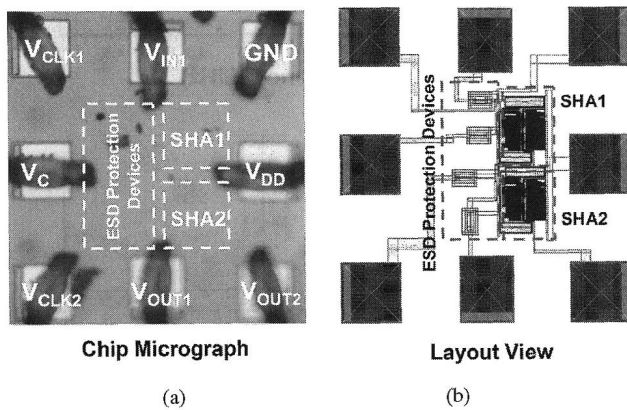 VCLK1 VIN1 GND
ESD Protection Devices
SHA1
VC
VDD
SHA2
VCLK2 VOUT1 VOUT2
Chip Micrograph
(a)
ESD Protection Devices
SHA1
SHA2
Layout View
(b)